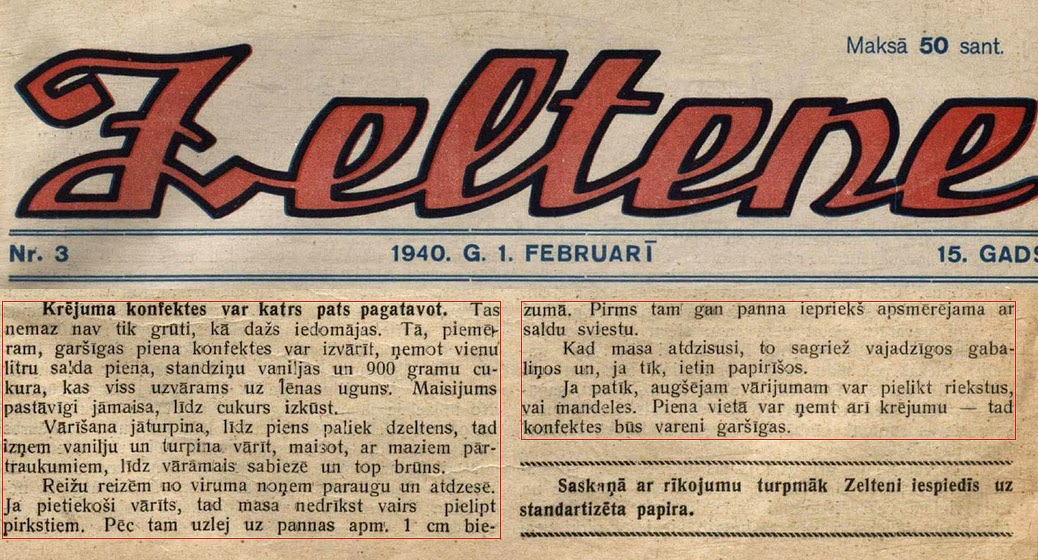 Maksā 50 sant.
Zeltene
Nr. 3 1940. G. 1. FEBRUARĪ 15. GADS
Krējuma konfektes var katrs pats pagatavot. Tas
nemaz nav tik grūti, kā dažs iedomājas. Tā, piemē-
ram, garšīgas piena konfektes var izvārīt, ņemot vienu
litru salda piena, standziņu vaniļjas un 900 gramu cu-
kura, kas viss uzvārams uz lēnas uguns. Maisījums
pastāvīgi jāmaisa, līdz cukurs izkūst.
Vārīšana jāturpina, līdz piens paliek dzeltens, tad
izņem vanilju un turpina vārīt, maisot, ar maziem pār-
traukumiem, līdz vārāmais sabiezē un top brūns.
Reižu reizēm no viruma noņem paraugu un atdzesē.
Ja pietiekoši vārīts, tad masa nedrīkst vairs pielipt
pirkstiem. Pēc tam uzlej uz pannas apm. 1 cm bie-
zumā. Pirms tam gan panna iepriekš apsmērējama ar
saldu sviestu.
Kad masa atdzisusi, to sagriež vajadzīgos gaba-
liņos un, ja tīk, ietin papīrīšos.
Ja patīk, augšējam vārijumam var pielikt riekstus,
vai mandeles. Piena vietā var ņemt arī krējumu — tad
konfektes būs vareni garšīgas.
Saskaņā ar rīkojumu turpmāk Zelteni iespiedīs uz
standartizēta papīra.